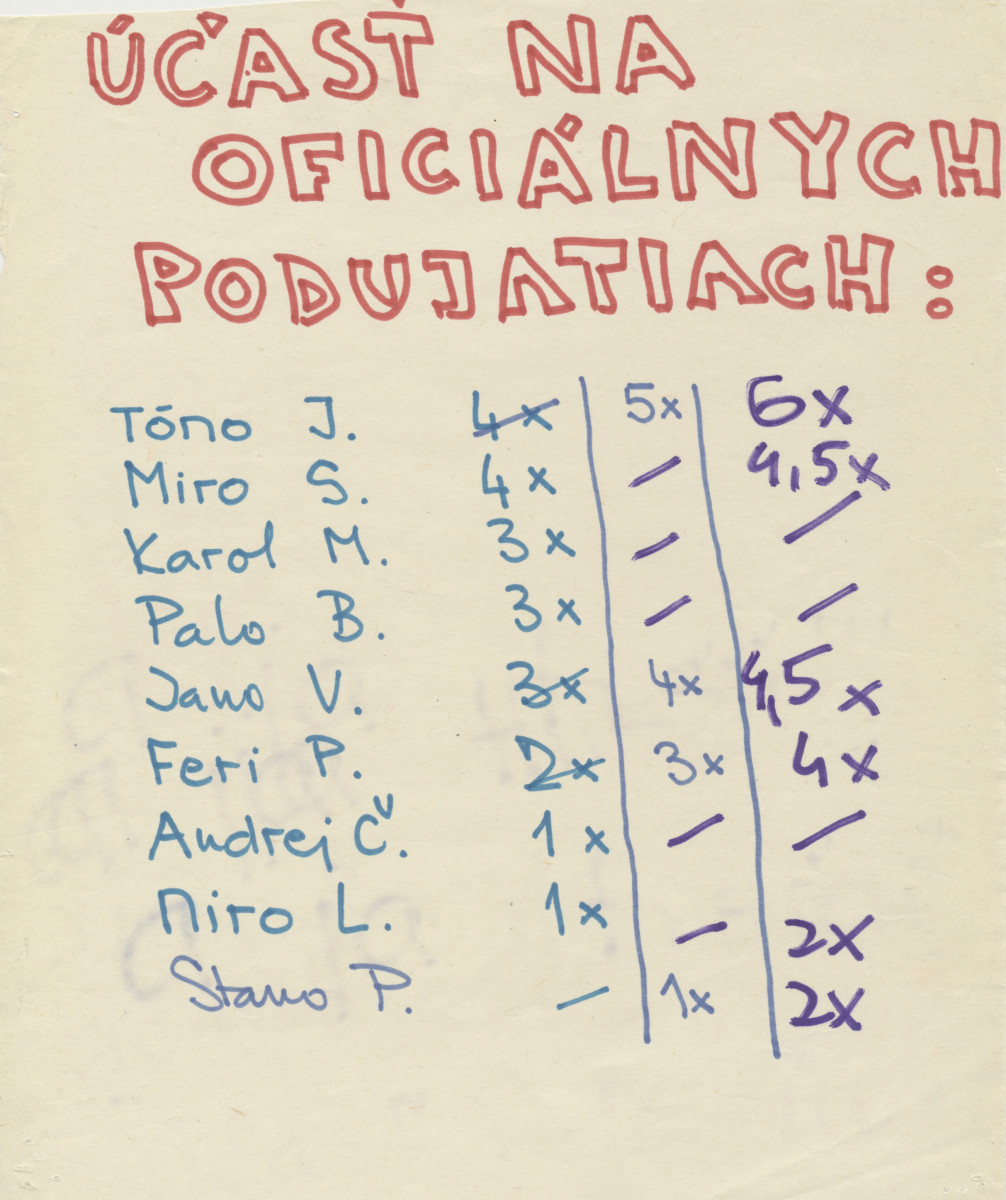 ÚČASŤ NA
OFICIÁLNYCH
PODUJATIACH:
Tóno J. 4x 5x 6x
Miro S. 4x – 4,5x
Karol M. 3x – –
Palo B. 3x – –
Jano V. 3x 4x 4,5x
Feri P. 2x 3x 4x
Andrej Č. 1x – –
Miro L. 1x – 2x
Stano P. – 1x 2x